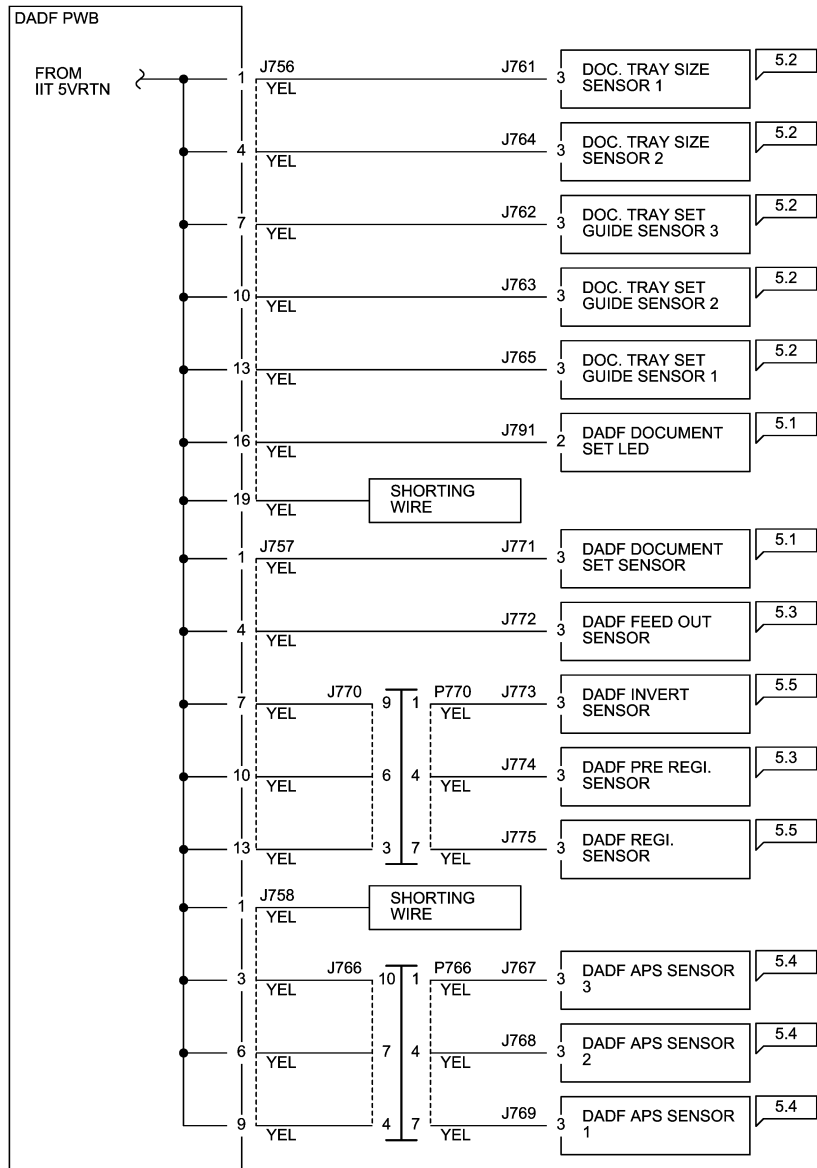 DADF PWB
FROM
IIT 5VRTN
1 J756 YEL J761 3 DOC. TRAY SIZE
SENSOR 1
5.2
4 YEL J764 3 DOC. TRAY SIZE
SENSOR 2
5.2
7 YEL J762 3 DOC. TRAY SET
GUIDE SENSOR 3
5.2
10 YEL J763 3 DOC. TRAY SET
GUIDE SENSOR 2
5.2
13 YEL J765 3 DOC. TRAY SET
GUIDE SENSOR 1
5.2
16 YEL J791 2 DADF DOCUMENT
SET LED
5.1
19 YEL SHORTING
WIRE
1 J757 YEL J771 3 DADF DOCUMENT
SET SENSOR
5.1
4 YEL J772 3 DADF FEED OUT
SENSOR
5.3
7 YEL J770 9 1 P770 YEL J773 3 DADF INVERT
SENSOR
5.5
10 YEL 6 4 YEL J774 3 DADF PRE REGI.
SENSOR
5.3
13 YEL 3 7 YEL J775 3 DADF REGI.
SENSOR
5.5
1 J758 YEL SHORTING
WIRE
3 YEL J766 10 1 P766 YEL J767 3 DADF APS SENSOR
3
5.4
6 YEL 7 4 YEL J768 3 DADF APS SENSOR
2
5.4
9 YEL 4 7 YEL J769 3 DADF APS SENSOR
1
5.4